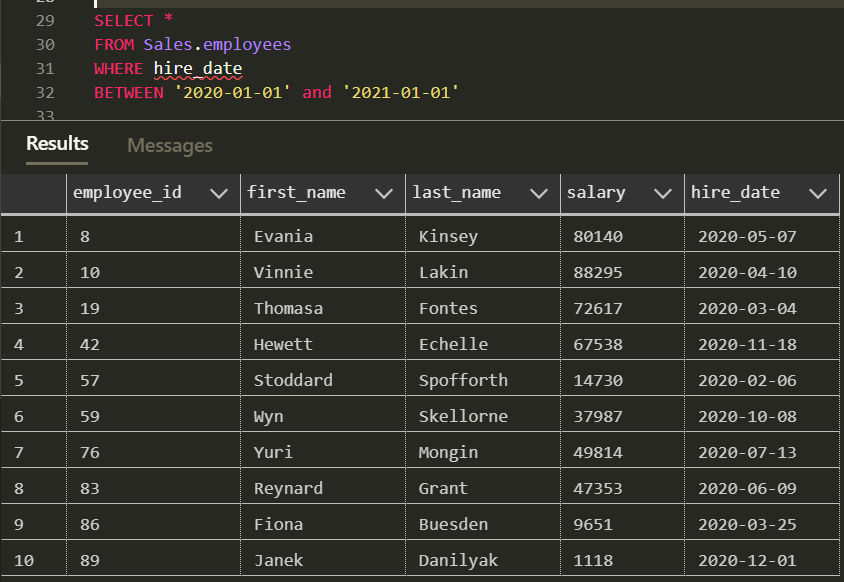 28
29 SELECT *
30 FROM Sales.employees
31 WHERE hire_date
32 BETWEEN '2020-01-01' and '2021-01-01'
33
Results Messages
employee_id first_name last_name salary hire_date
1 8 Evania Kinsey 80140 2020-05-07
2 10 Vinnie Lakin 88295 2020-04-10
3 19 Thomasa Fontes 72617 2020-03-04
4 42 Hewett Echelle 67538 2020-11-18
5 57 Stoddard Spofforth 14730 2020-02-06
6 59 Wyn Skellorne 37987 2020-10-08
7 76 Yuri Mongin 49814 2020-07-13
8 83 Reynard Grant 47353 2020-06-09
9 86 Fiona Buesden 9651 2020-03-25
10 89 Janek Danilyak 1118 2020-12-01